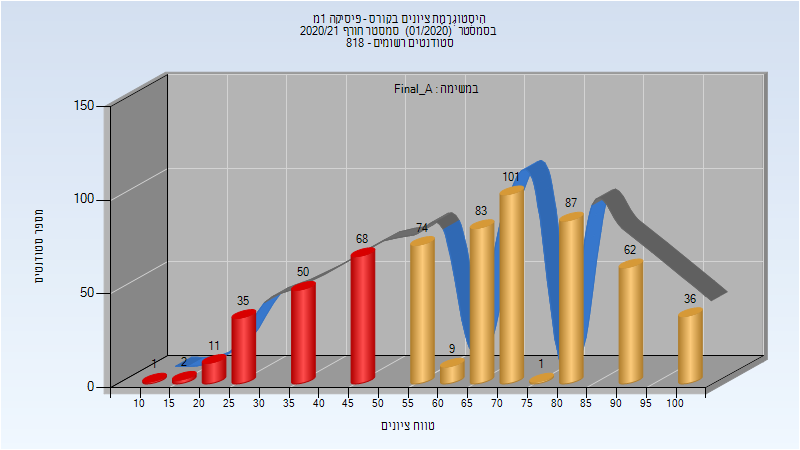 היסטוגרמת ציונים בקורס - פיסיקה 1מ
בסמסטר (01/2020) סמסטר חורף 2020/21
סטודנטים רשומים - 818
במשימה : Final_A
מספר סטודנטים
150
100
50
0
1
2
11
35
50
68
74
9
83
101
1
87
62
36
10 15 20 25 30 35 40 45 50 55 60 65 70 75 80 85 90 95 100
טווח ציונים